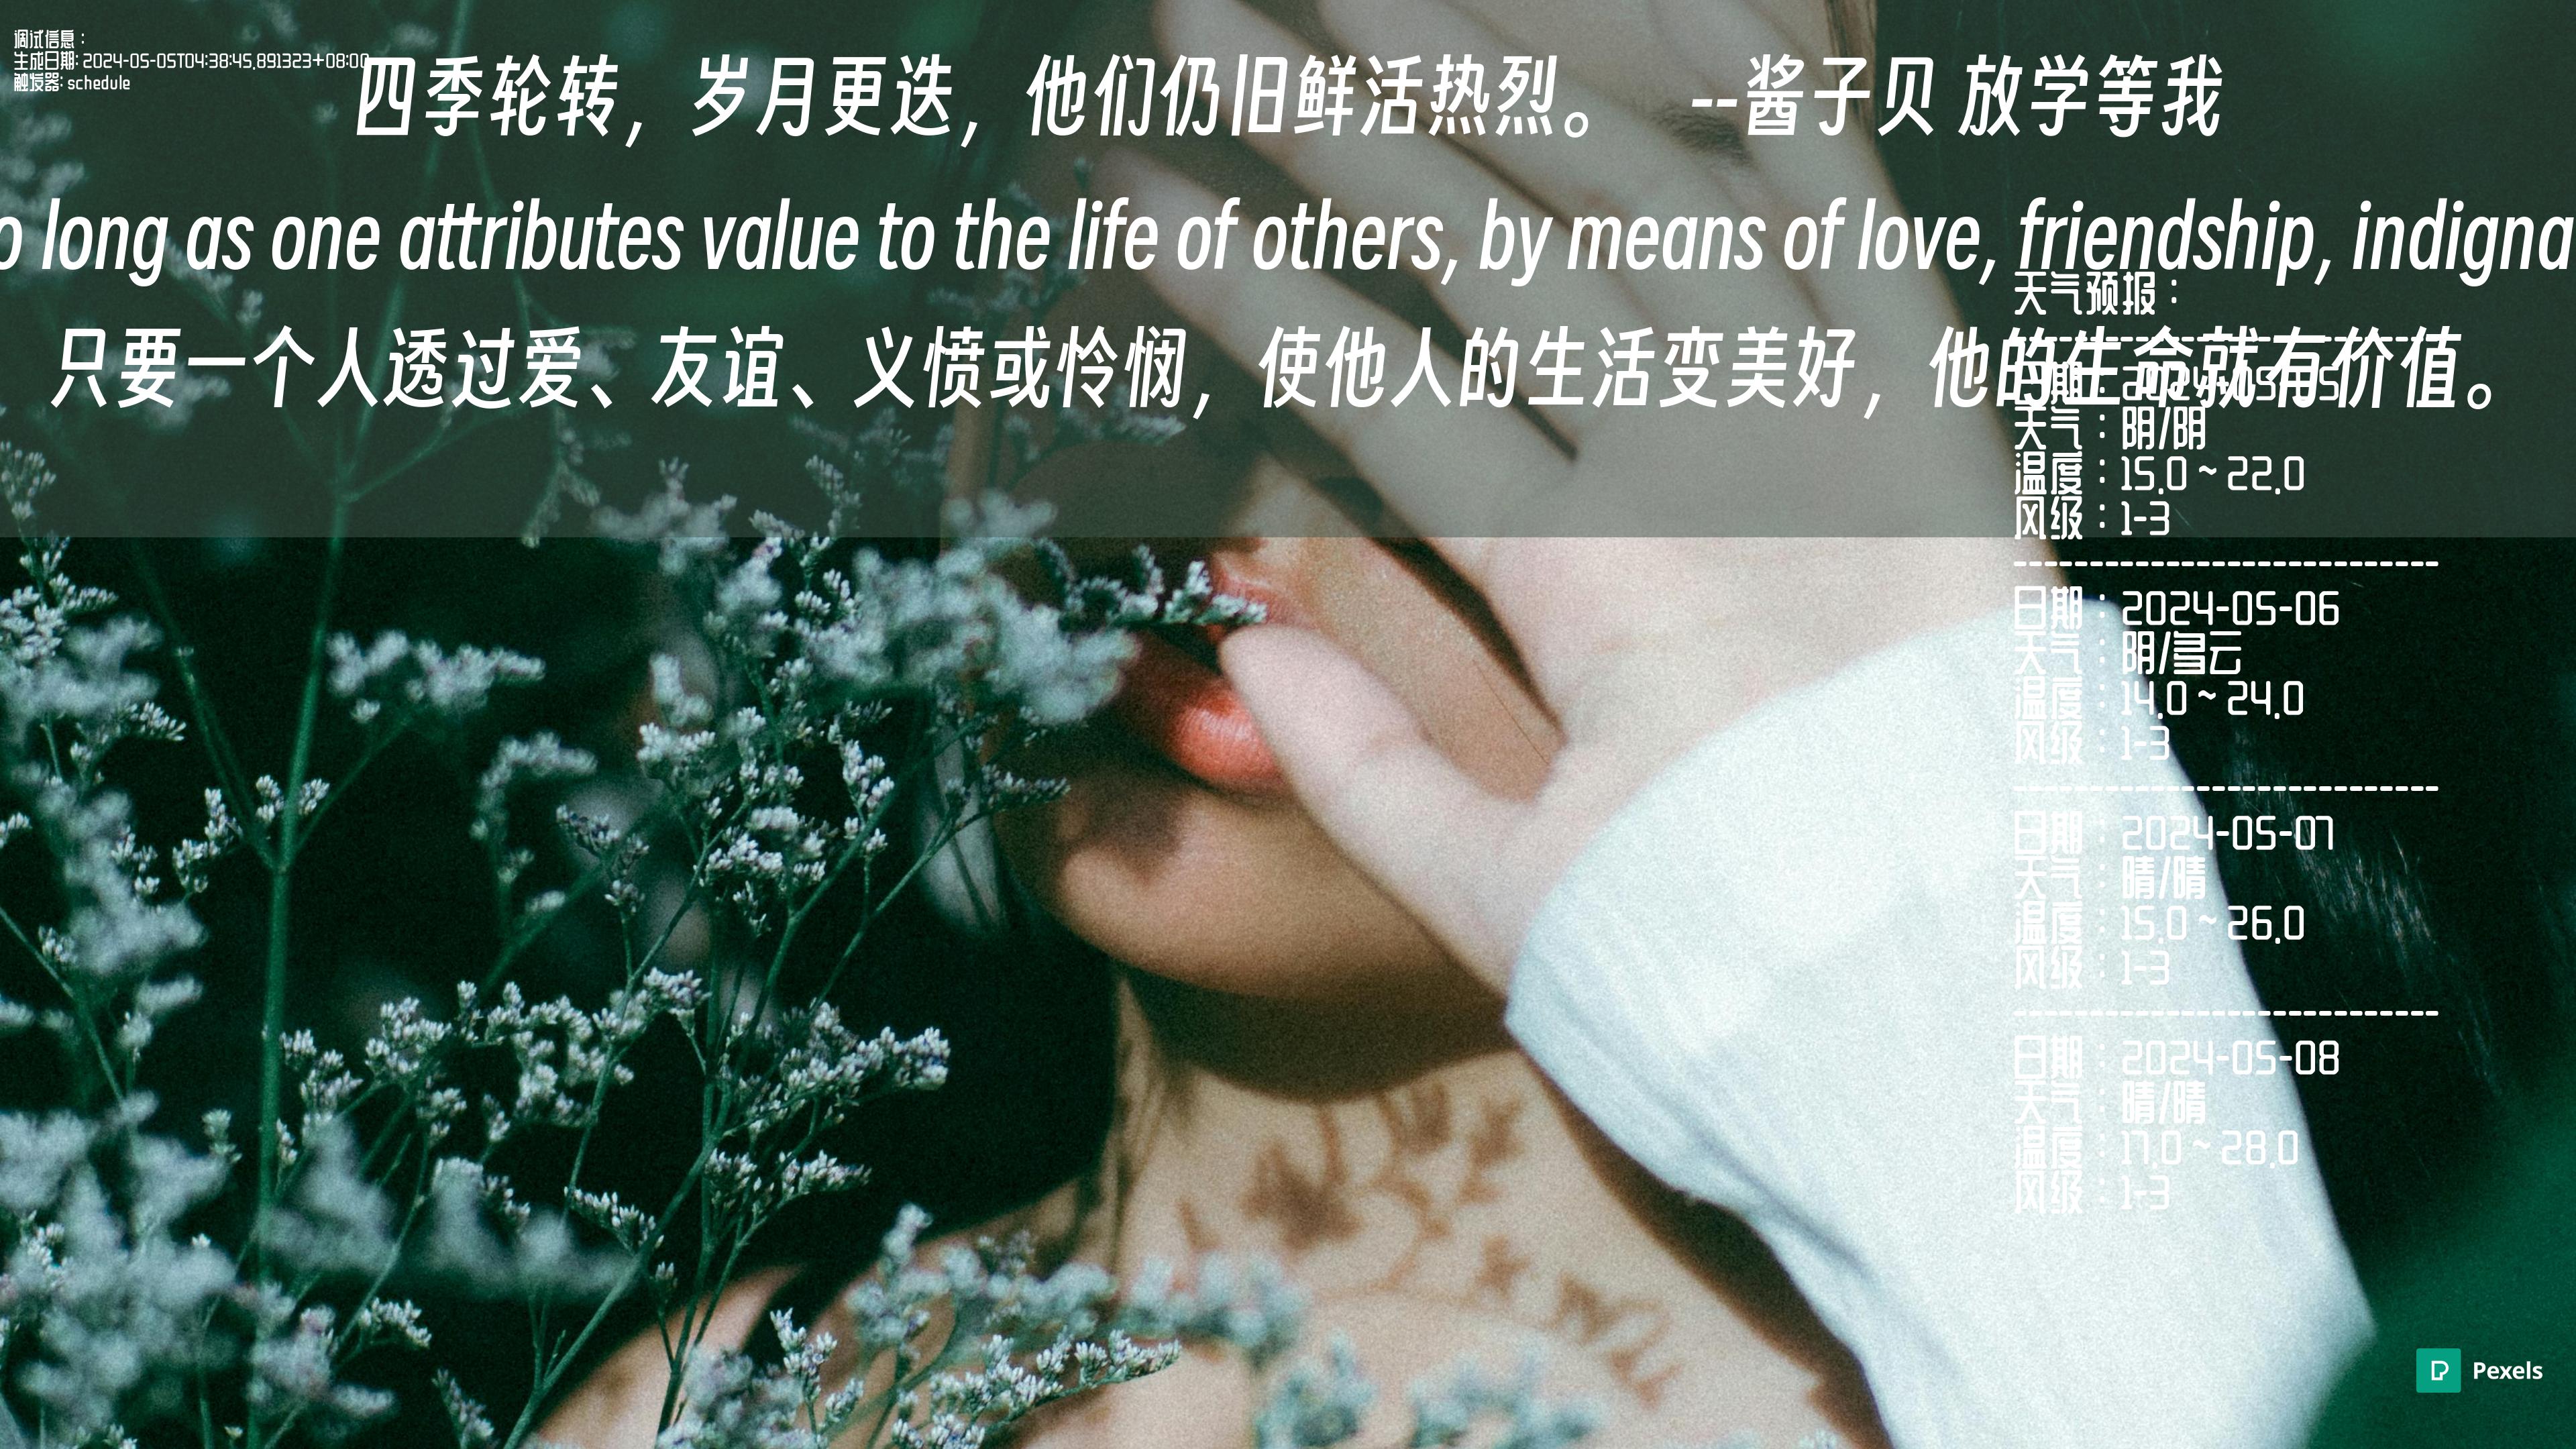 调试信息：
生成日期: 2024-05-05T04:38:45.891323+08:00
触发器: schedule
四季轮转，岁月更迭，他们仍旧鲜活热烈。 --酱子贝 放学等我
long as one attributes value to the life of others, by means of love, friendship,
只要一个人透过爱、友谊、义愤或怜悯，使他人的生活变美好，他的生命就有价值。
天气预报：
----------------------------
日期：2024-05-05
天气：阴/阴
温度：15.0 ~ 22.0
风级：1-3
----------------------------
日期：2024-05-06
天气：阴/多云
温度：14.0 ~ 24.0
风级：1-3
----------------------------
日期：2024-05-07
天气：晴/晴
温度：15.0 ~ 26.0
风级：1-3
----------------------------
日期：2024-05-08
天气：晴/晴
温度：17.0 ~ 28.0
风级：1-3
Pexels